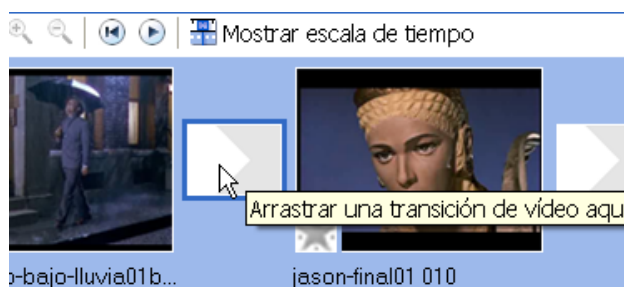 Mostrar escala de tiempo
Arrastrar una transición de vídeo aqu
o-bajo-lluvia01b...
jason-final01 010